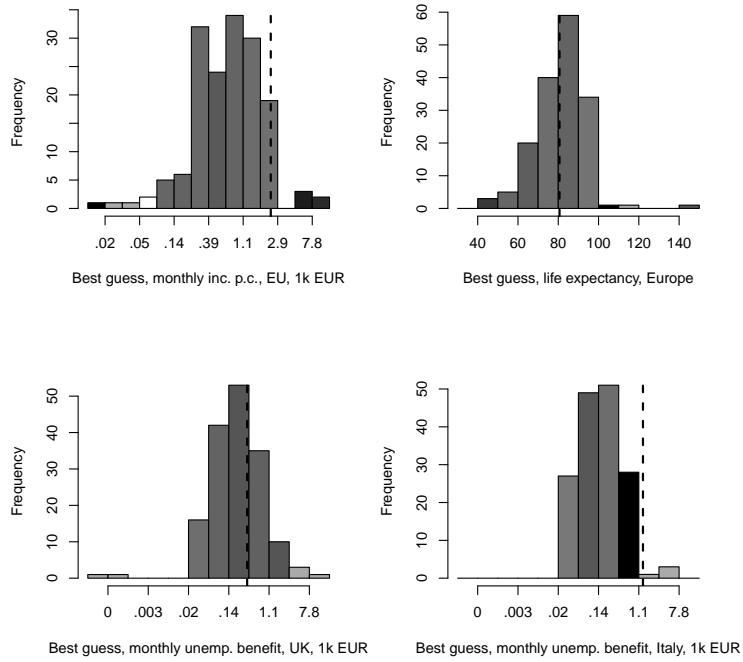 Frequency
0
5
15
25
35
.02 .05 .14 .39 1.1 2.9 7.8
Best guess, monthly inc. p.c., EU, 1k EUR
Frequency
0
10
20
30
40
50
60
40 60 80 100 120 140
Best guess, life expectancy, Europe
Frequency
0
10
20
30
40
50
0 .003 .02 .14 1.1 7.8
Best guess, monthly unemp. benefit, UK, 1k EUR
Frequency
0
10
20
30
40
50
0 .003 .02 .14 1.1 7.8
Best guess, monthly unemp. benefit, Italy, 1k EUR